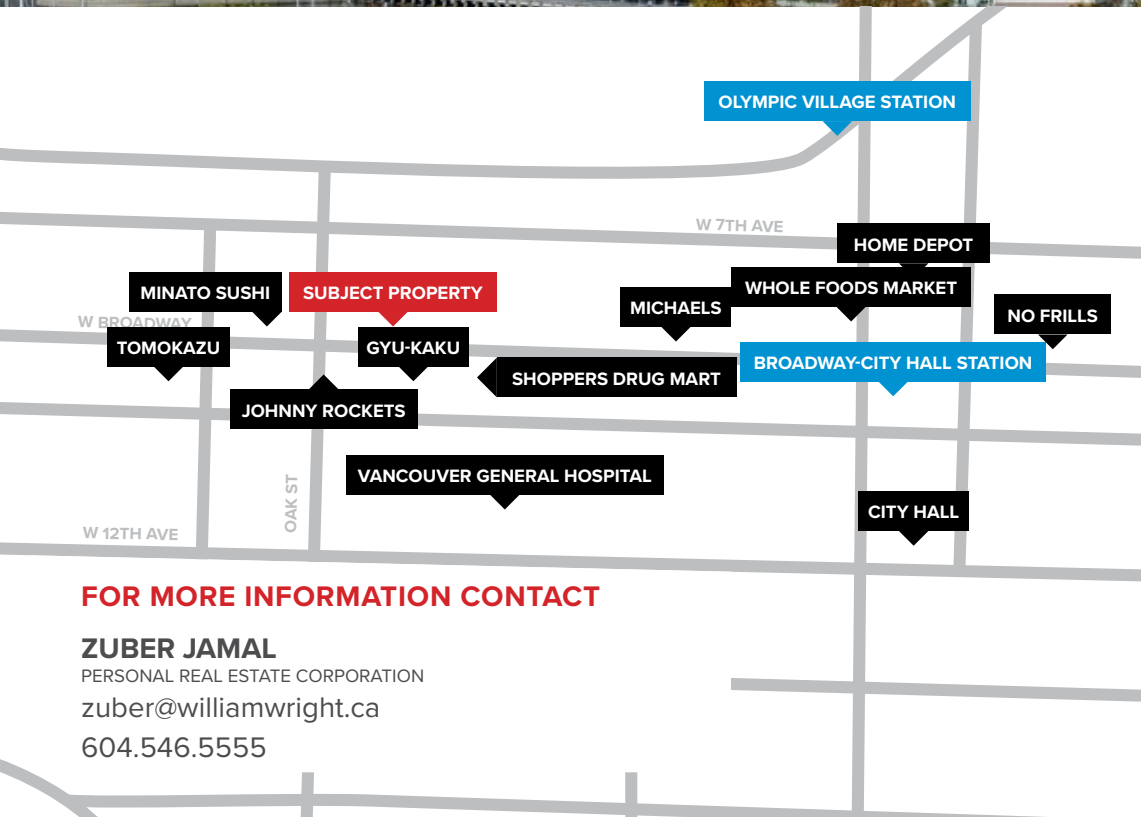 OLYMPIC VILLAGE STATION
W 7TH AVE
HOME DEPOT
MINATO SUSHI
SUBJECT PROPERTY
WHOLE FOODS MARKET
MICHAELS
NO FRILLS
W BROADWAY
TOMOKAZU
GYU-KAKU
BROADWAY-CITY HALL STATION
SHOPPERS DRUG MART
JOHNNY ROCKETS
VANCOUVER GENERAL HOSPITAL
OAK ST
CITY HALL
W 12TH AVE
FOR MORE INFORMATION CONTACT
ZUBER JAMAL
PERSONAL REAL ESTATE CORPORATION
zuber@williamwright.ca
604.546.5555